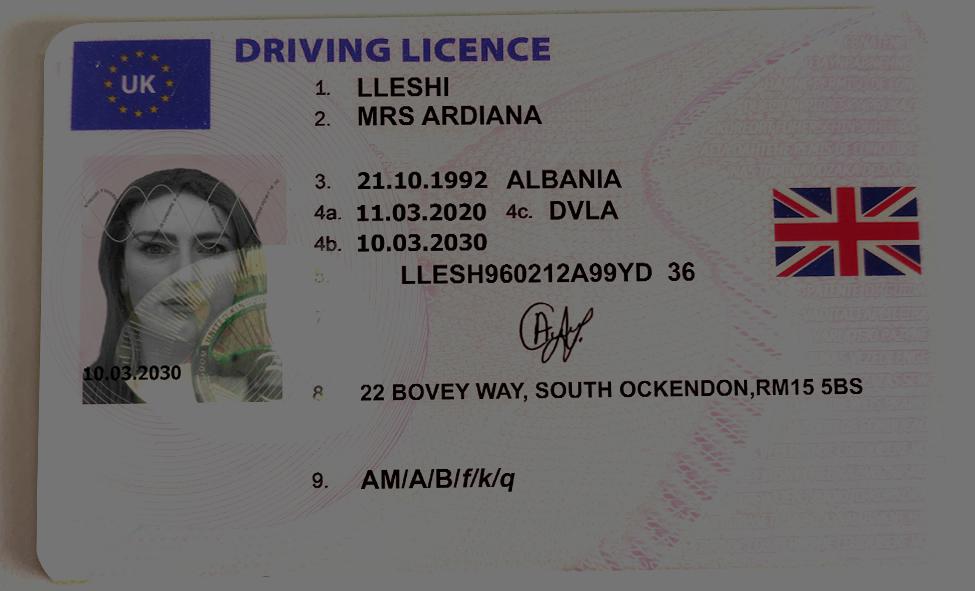 UK
DRIVING LICENCE
1. LLESHI
2. MRS ARDIANA
3. 21.10.1992 ALBANIA
4a. 11.03.2020 4c. DVLA
4b. 10.03.2030
5. LLESH960212A99YD 36
7
10.03.2030
8 22 BOVEY WAY, SOUTH OCKENDON,RM15 5BS
9. AM/A/B/f/k/q